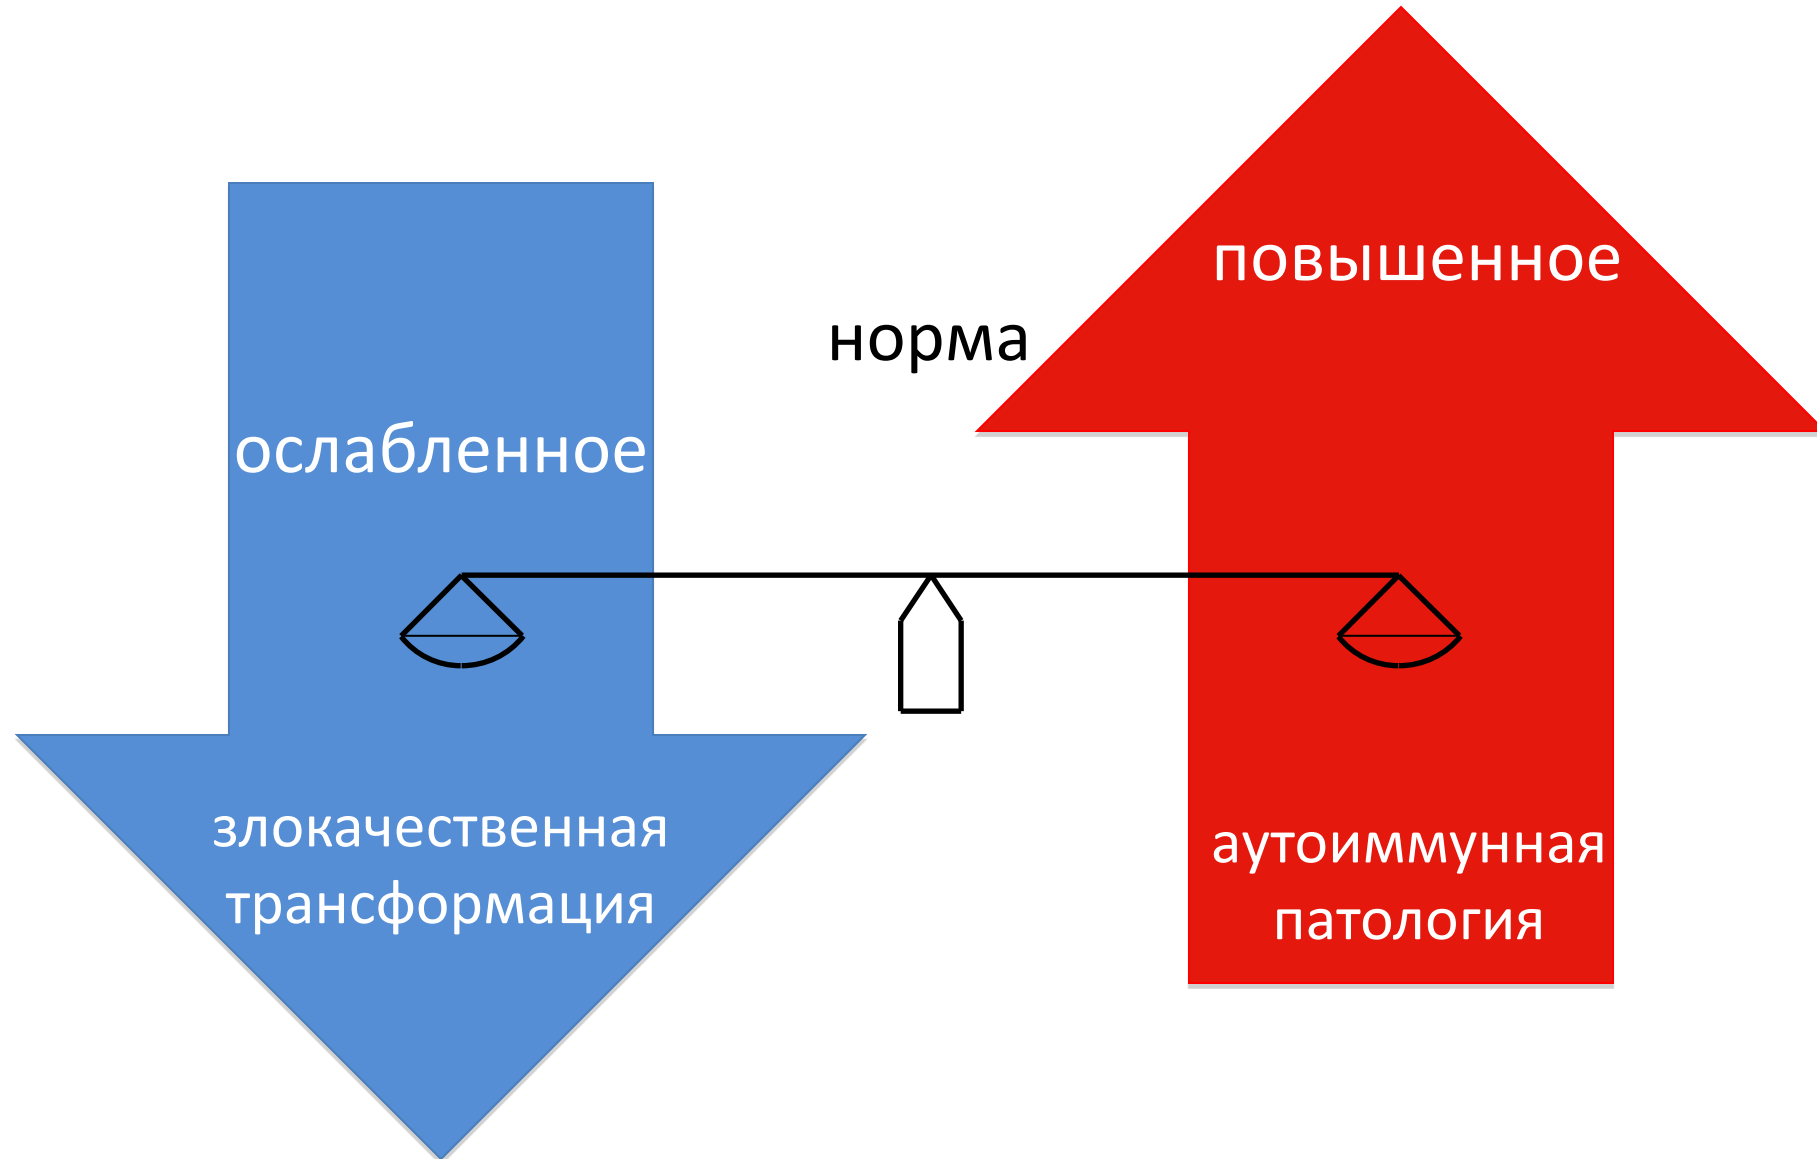 повышенное
норма
ослабленное
злокачественная
трансформация
аутоиммунная
патология